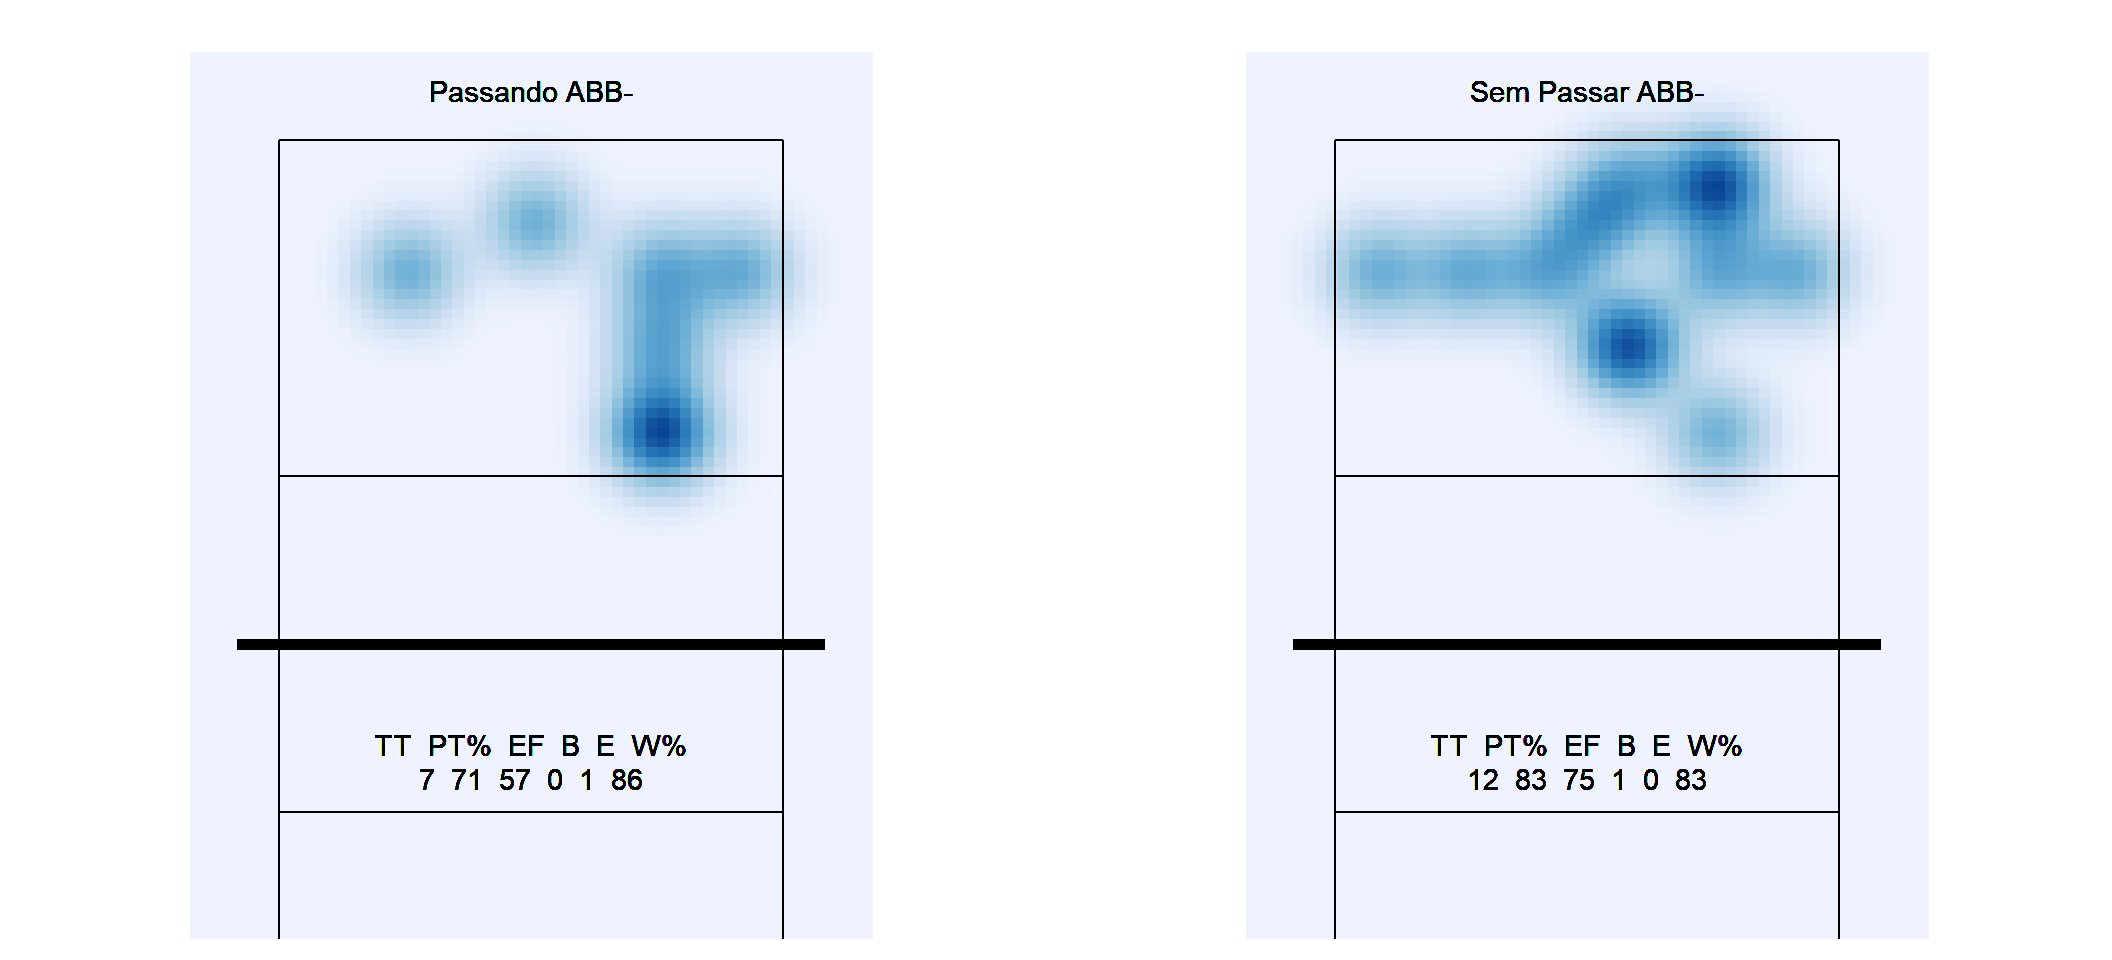 Passando ABB-
TT PT% EF B E W%
7 71 57 0 1 86
Sem Passar ABB-
TT PT% EF B E W%
12 83 75 1 0 83